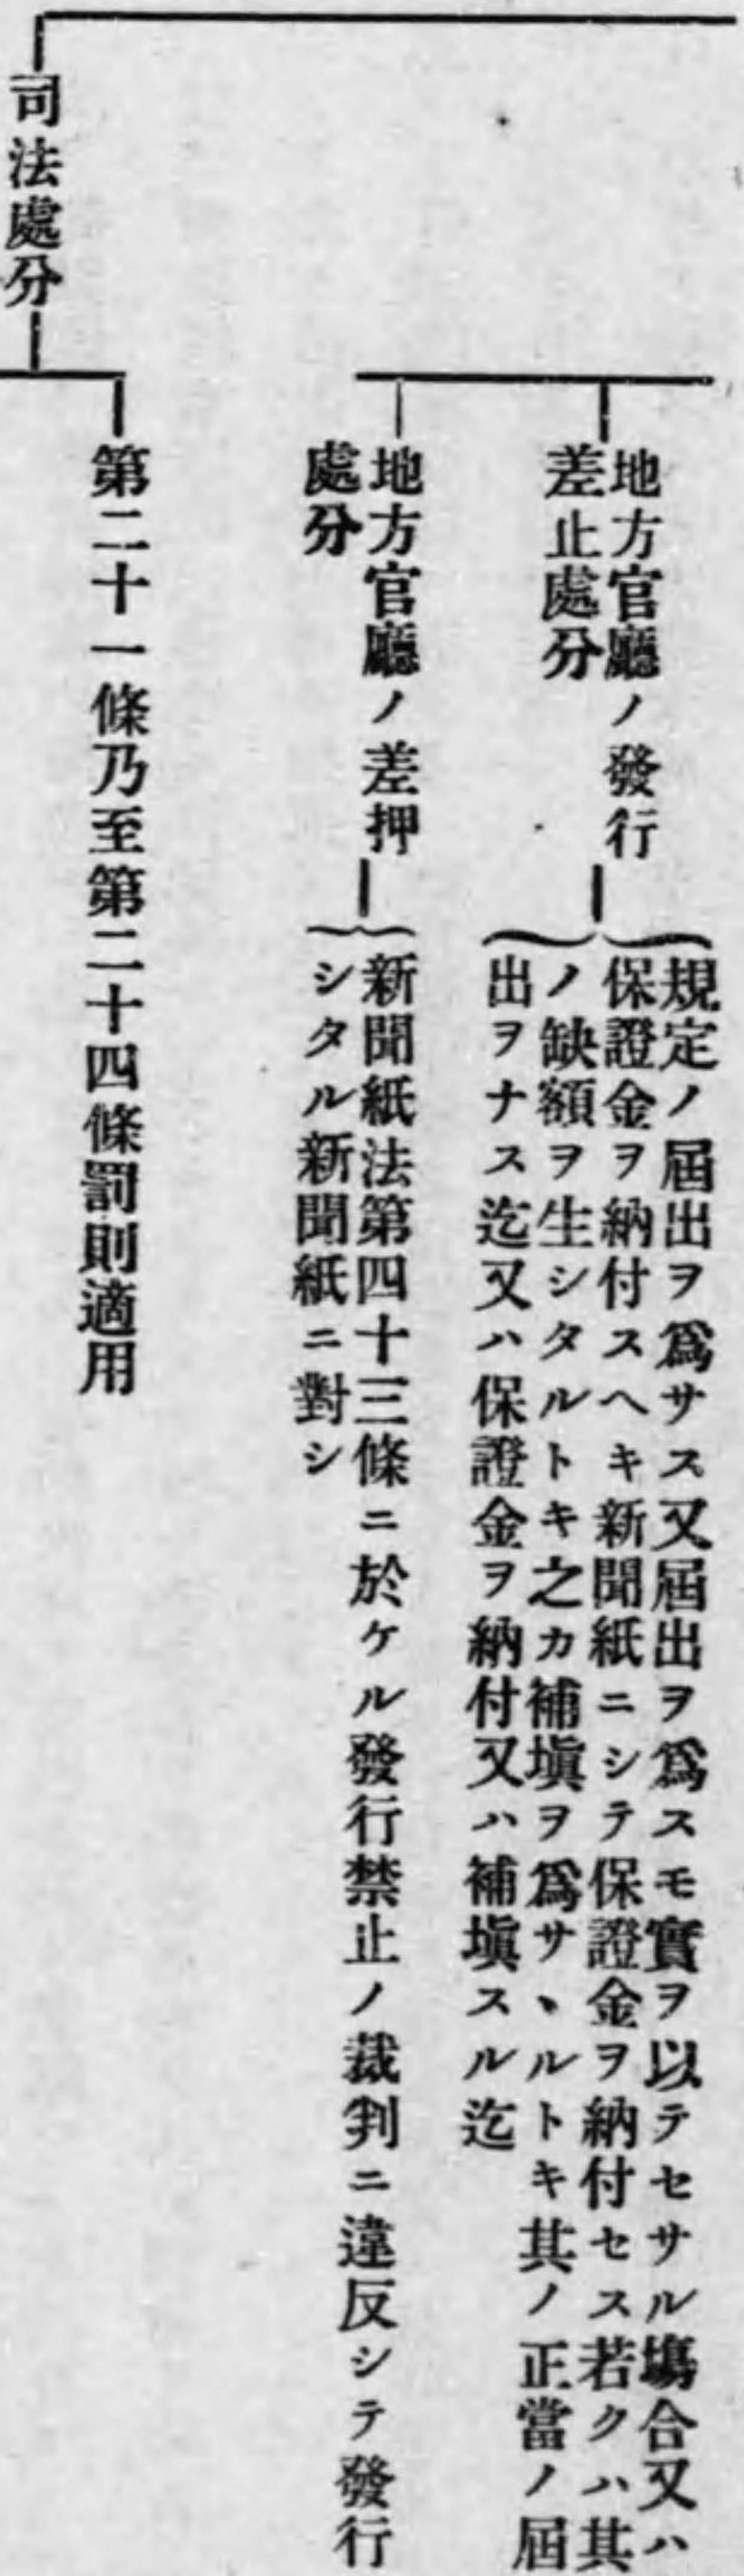 地方官廳ノ發行
差止處分
規定ノ屆出ヲ爲サス又屆出ヲ爲スモ實ヲ以テセサル塲合又ハ
保證金ヲ納付スヘキ新聞紙ニシテ保證金ヲ納付セス若クハ其
ノ缺額ヲ生シタルトキ之カ補塡ヲ爲サヽルトキ其ノ正當ノ屆
出ヲナス迄又ハ保證金ヲ納付又ハ補塡スル迄
地方官廳ノ差押
處分
新聞紙法第四十三條ニ於ケル發行禁止ノ裁判ニ違反シテ發行
シタル新聞紙ニ對シ
司法處分
第二十一條乃至第二十四條罰則適用